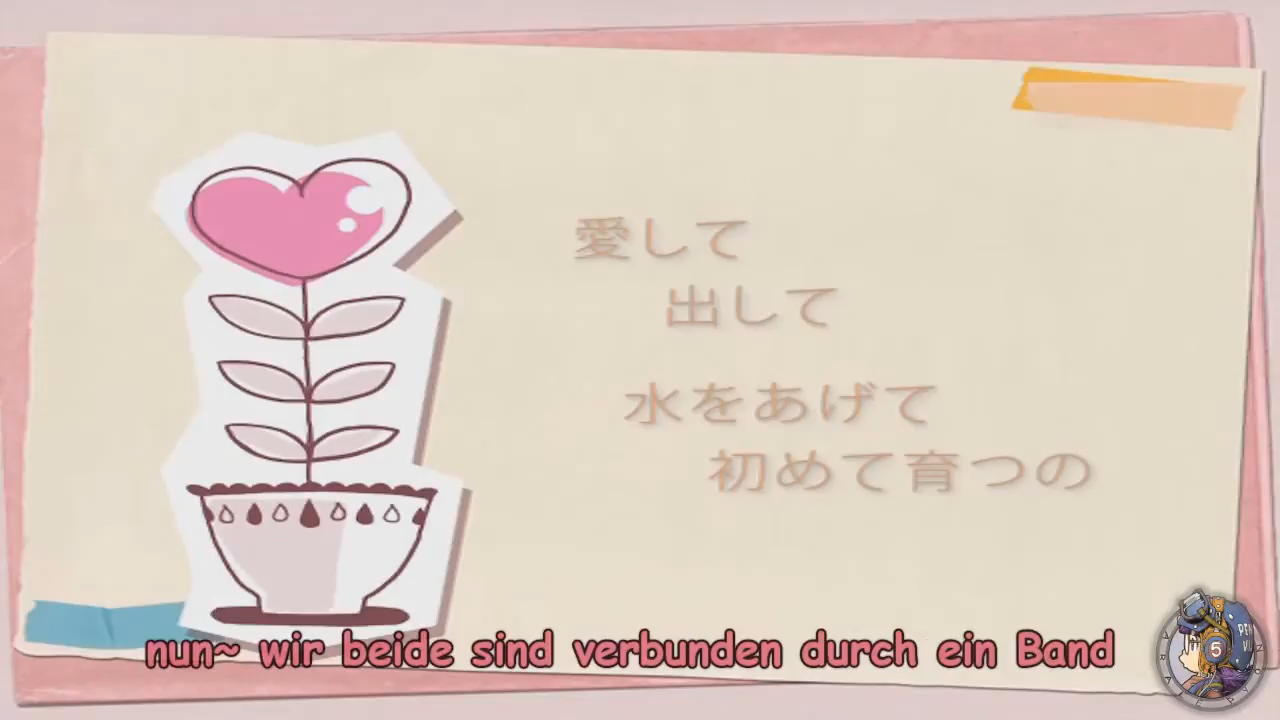 愛して
出して
水をあげて
初めて育つの
nun~ wir beide sind verbunden durch ein Band
5